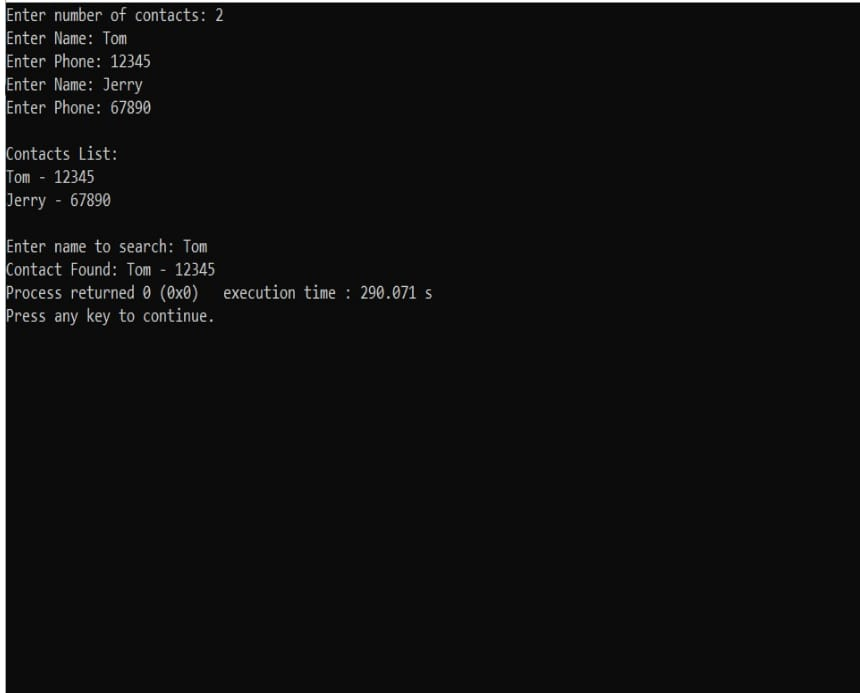 Enter number of contacts: 2
Enter Name: Tom
Enter Phone: 12345
Enter Name: Jerry
Enter Phone: 67890
Contacts List:
Tom - 12345
Jerry - 67890
Enter name to search: Tom
Contact Found: Tom - 12345
Process returned 0 (0x0)   execution time : 290.071 s
Press any key to continue.